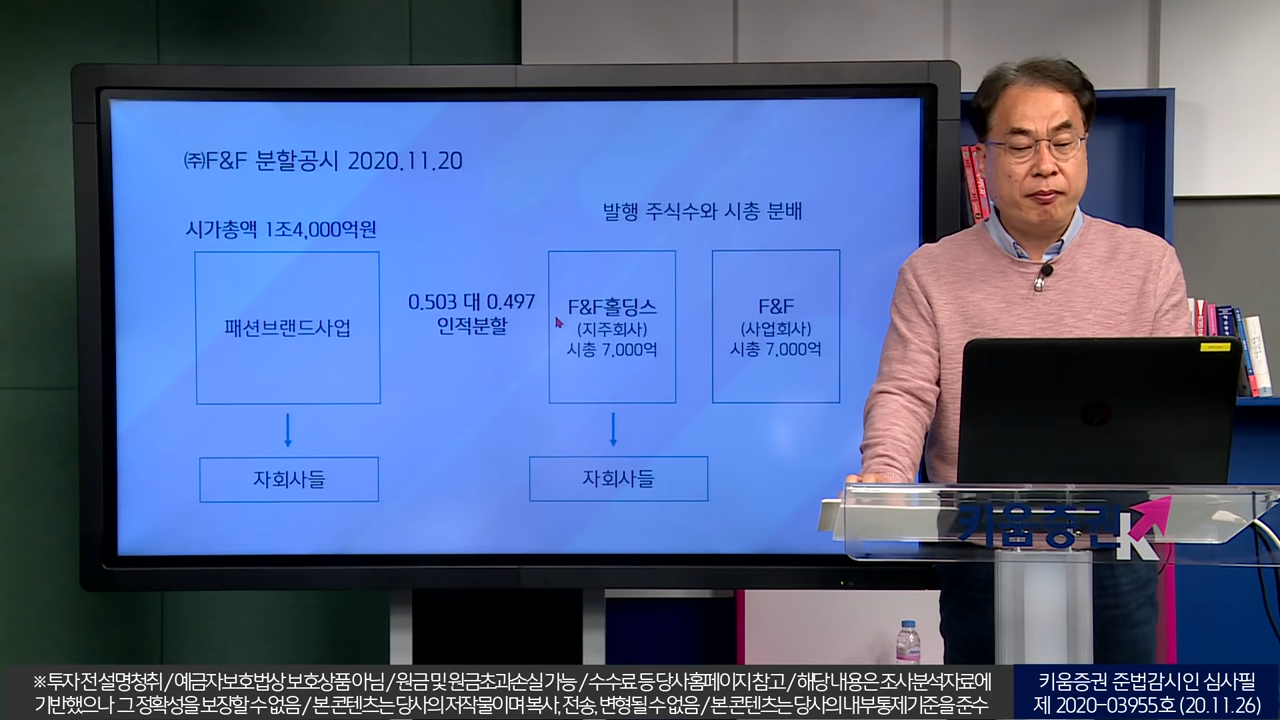 ㈜F&F 분할공시 2020.11.20
시가총액 1조4,000억원
패션브랜드사업
자회사들
0.503 대 0.497
인적분할
발행 주식수와 시총 분배
F&F홀딩스
(지주회사)
시총 7,000억
F&F
(사업회사)
시총 7,000억
자회사들
키움증권
K
※ 투자 전 설명청취 / 예금자보호법상 보호상품 아님 / 원금 및 원금초과손실 가능 / 수수료 등 당사홈페이지 참고 / 해당 내용은 조사분석자료에
기반했으나 그 정확성을 보장할 수 없음 / 본 콘텐츠는 당사의 저작물이며 복사, 전송, 변형될 수 없음 / 본 콘텐츠는 당사의 내부통제기준을 준수
키움증권 준법감시인 심사필
제 2020-03955호 (20.11.26)